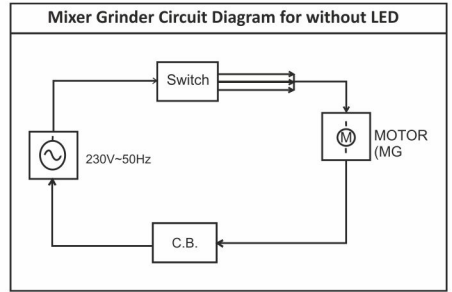 Mixer Grinder Circuit Diagram for without LED
Switch
M
MOTOR
(MG
230V~50Hz
C.B.